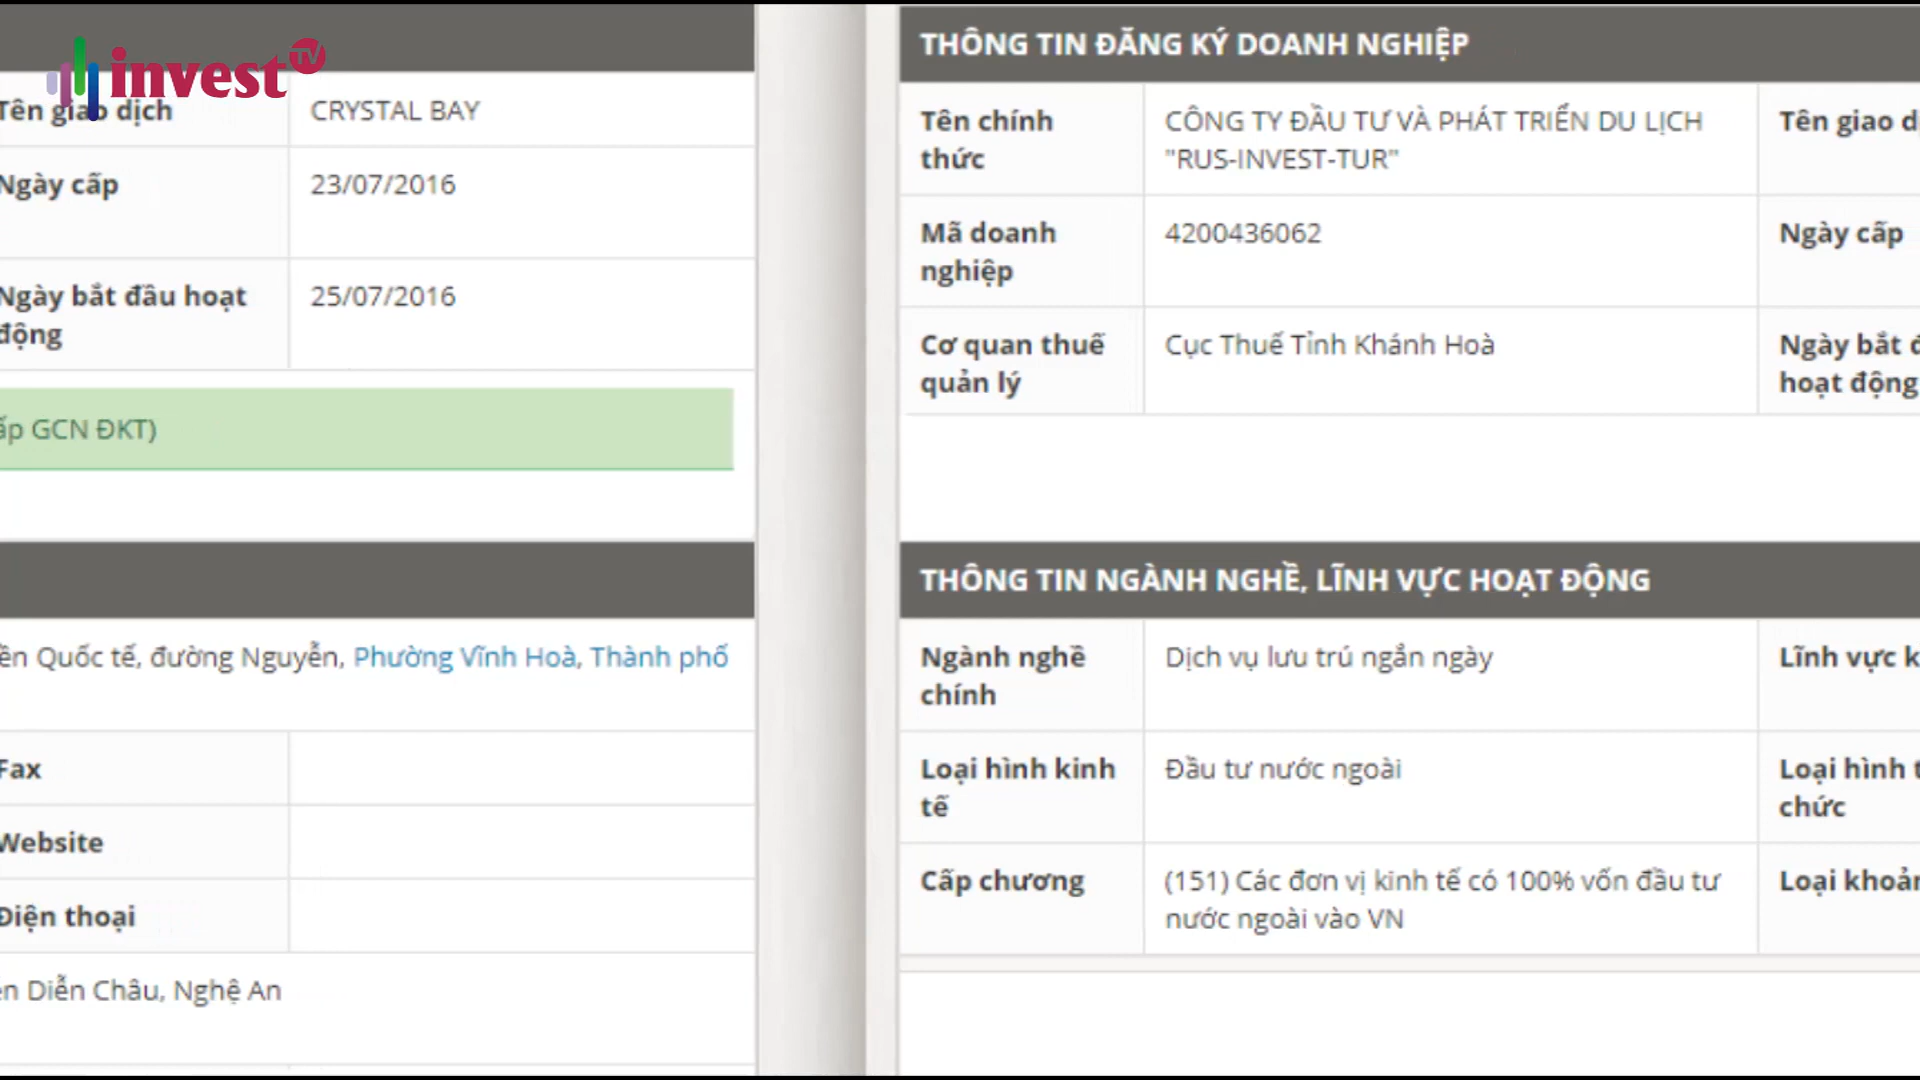 invest TV
Tên giao dịch
CRYSTAL BAY
Ngày cấp
23/07/2016
Ngày bắt đầu hoạt
động
25/07/2016
ấp GCN ĐKT)
ền Quốc tế, đường Nguyễn, Phường Vĩnh Hoà, Thành phố
Fax
Website
Điện thoại
ện Diễn Châu, Nghệ An
THÔNG TIN ĐĂNG KÝ DOANH NGHIỆP
Tên chính
thức
CÔNG TY ĐẦU TƯ VÀ PHÁT TRIỂN DU LỊCH
"RUS-INVEST-TUR"
Tên giao d
Mã doanh
nghiệp
4200436062
Ngày cấp
Cơ quan thuế
quản lý
Cục Thuế Tỉnh Khánh Hoà
Ngày bắt đ
hoạt động
THÔNG TIN NGÀNH NGHỀ, LĨNH VỰC HOẠT ĐỘNG
Ngành nghề
chính
Dịch vụ lưu trú ngắn ngày
Lĩnh vực k
Loại hình kinh
tế
Đầu tư nước ngoài
Loại hình t
chức
Cấp chương
(151) Các đơn vị kinh tế có 100% vốn đầu tư
nước ngoài vào VN
Loại khoản